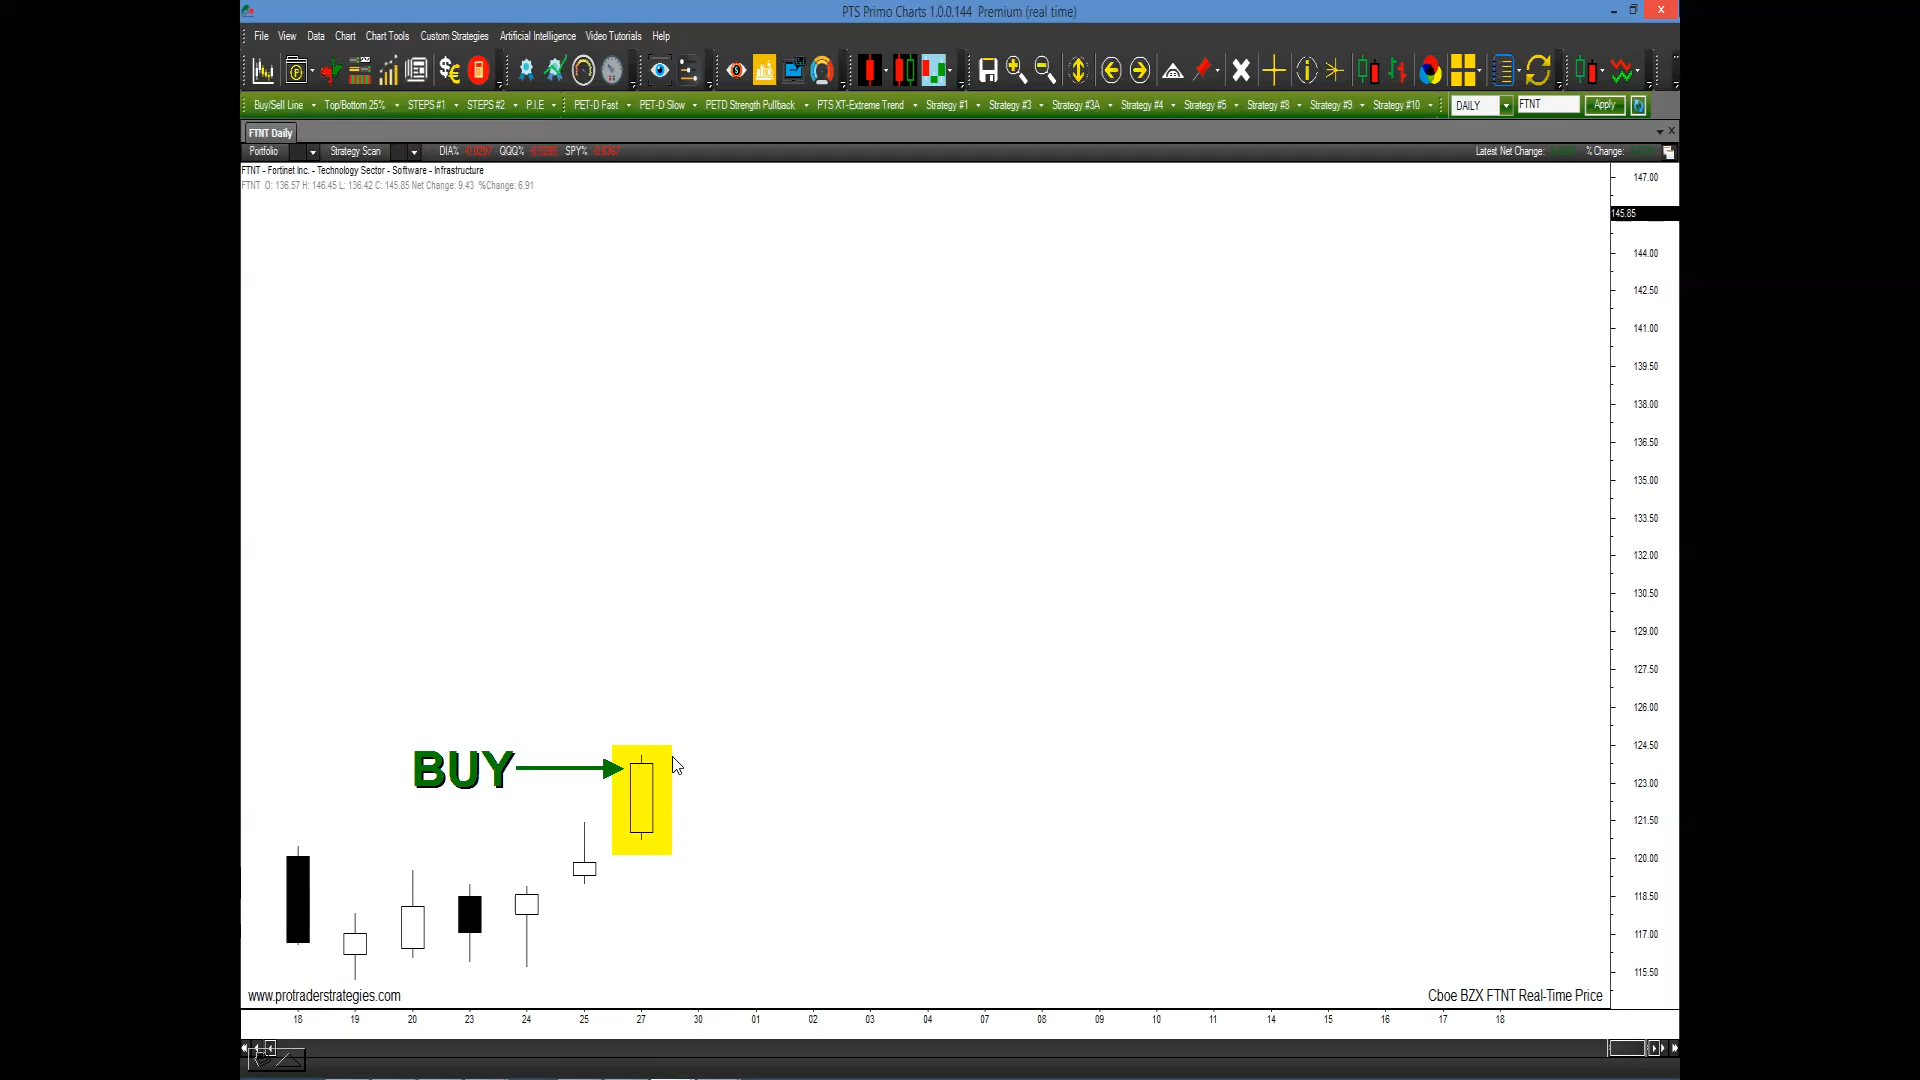 PTS Primo Charts 1.0.0.144 Premium (real time)
File View Data Chart Chart Tools Custom Strategies Artificial Intelligence Video Tutorials Help
Buy/Sell Line Top/Bottom 25% STEPS #1 STEPS #2 P.I.E PET-D Fast PET-D Slow PETD Strength Pullback PTS XT-Extreme Trend Strategy #1 Strategy #3 Strategy #3A Strategy #4 Strategy #5 Strategy #8 Strategy #9 Strategy #10 DAILY FTNT Apply
FTNT Daily
Portfolio Strategy Scan DIA% QQQ% SPY% Latest Net Change: % Change:
FTNT - Fortinet Inc. - Technology Sector - Software - Infrastructure
FTNT O: 136.57 H: 146.45 L: 136.42 C: 145.85 Net Change: 9.43 %Change: 6.91
147.00
145.85
144.00
142.50
141.00
139.50
138.00
136.50
135.00
133.50
132.00
130.50
129.00
127.50
126.00
124.50
123.00
121.50
120.00
118.50
117.00
115.50
BUY
www.protraderstrategies.com
Cboe BZX FTNT Real-Time Price
18 19 20 23 24 25 27 30 01 02 03 04 07 08 09 10 11 14 15 16 17 18